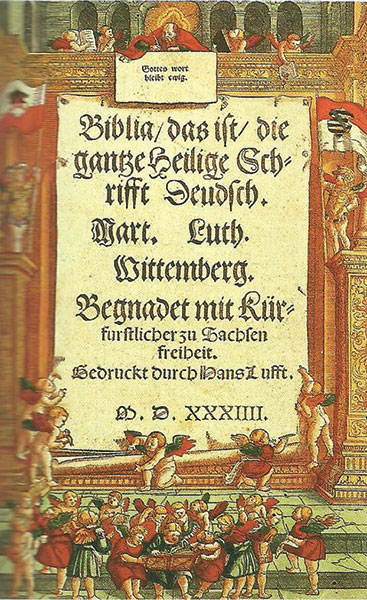 Gottes wort
bleibt ewig.
Biblia/ das ist/ die
gantze Heilige Sch-
rifft Deudsch.
Mart. Luth.
Wittemberg.
Begnadet mit Kür-
furstlicher zu Sachsen
freiheit.
Gedruckt durch Hans Lufft.
M. D. XXXIIII.